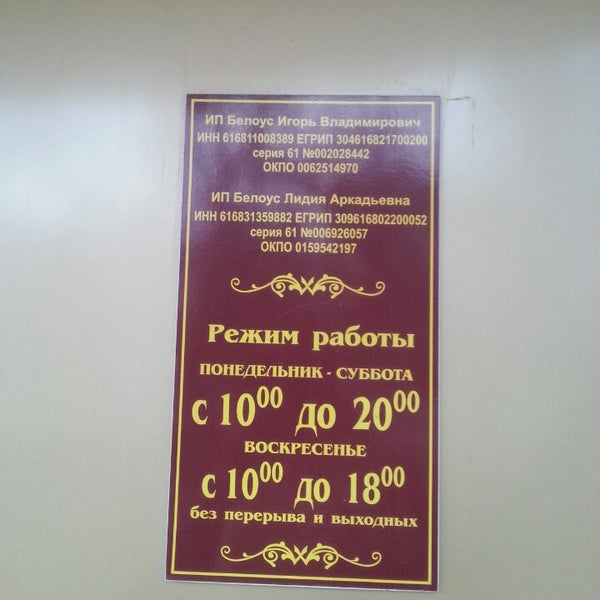 ИП Белоус Игорь Владимирович
ИНН 616811008389 ЕГРИП 304616821700200
серия 61 №002028442
ОКПО 0062514970
ИП Белоус Лидия Аркадьевна
ИНН 616831359882 ЕГРИП 309616802200052
серия 61 №006926057
ОКПО 0159542197
Режим работы
ПОНЕДЕЛЬНИК - СУББОТА
с 10⁰⁰ до 20⁰⁰
ВОСКРЕСЕНЬЕ
с 10⁰⁰ до 18⁰⁰
без перерыва и выходных